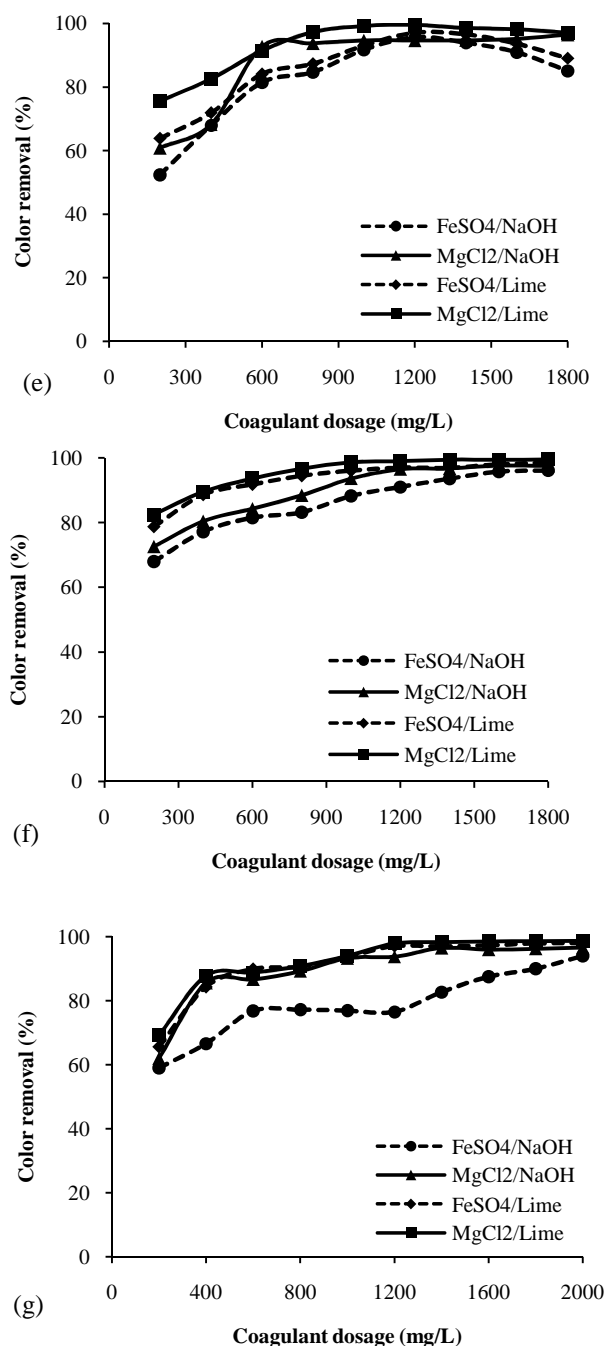 100
80
60
40
20
0
Color removal (%)
FeSO4/NaOH
MgCl2/NaOH
FeSO4/Lime
MgCl2/Lime
0 300 600 900 1200 1500 1800
(e)
Coagulant dosage (mg/L)
100
80
60
40
20
0
Color removal (%)
FeSO4/NaOH
MgCl2/NaOH
FeSO4/Lime
MgCl2/Lime
0 300 600 900 1200 1500 1800
(f)
Coagulant dosage (mg/L)
100
80
60
40
20
0
Color removal (%)
FeSO4/NaOH
MgCl2/NaOH
FeSO4/Lime
MgCl2/Lime
0 400 800 1200 1600 2000
(g)
Coagulant dosage (mg/L)